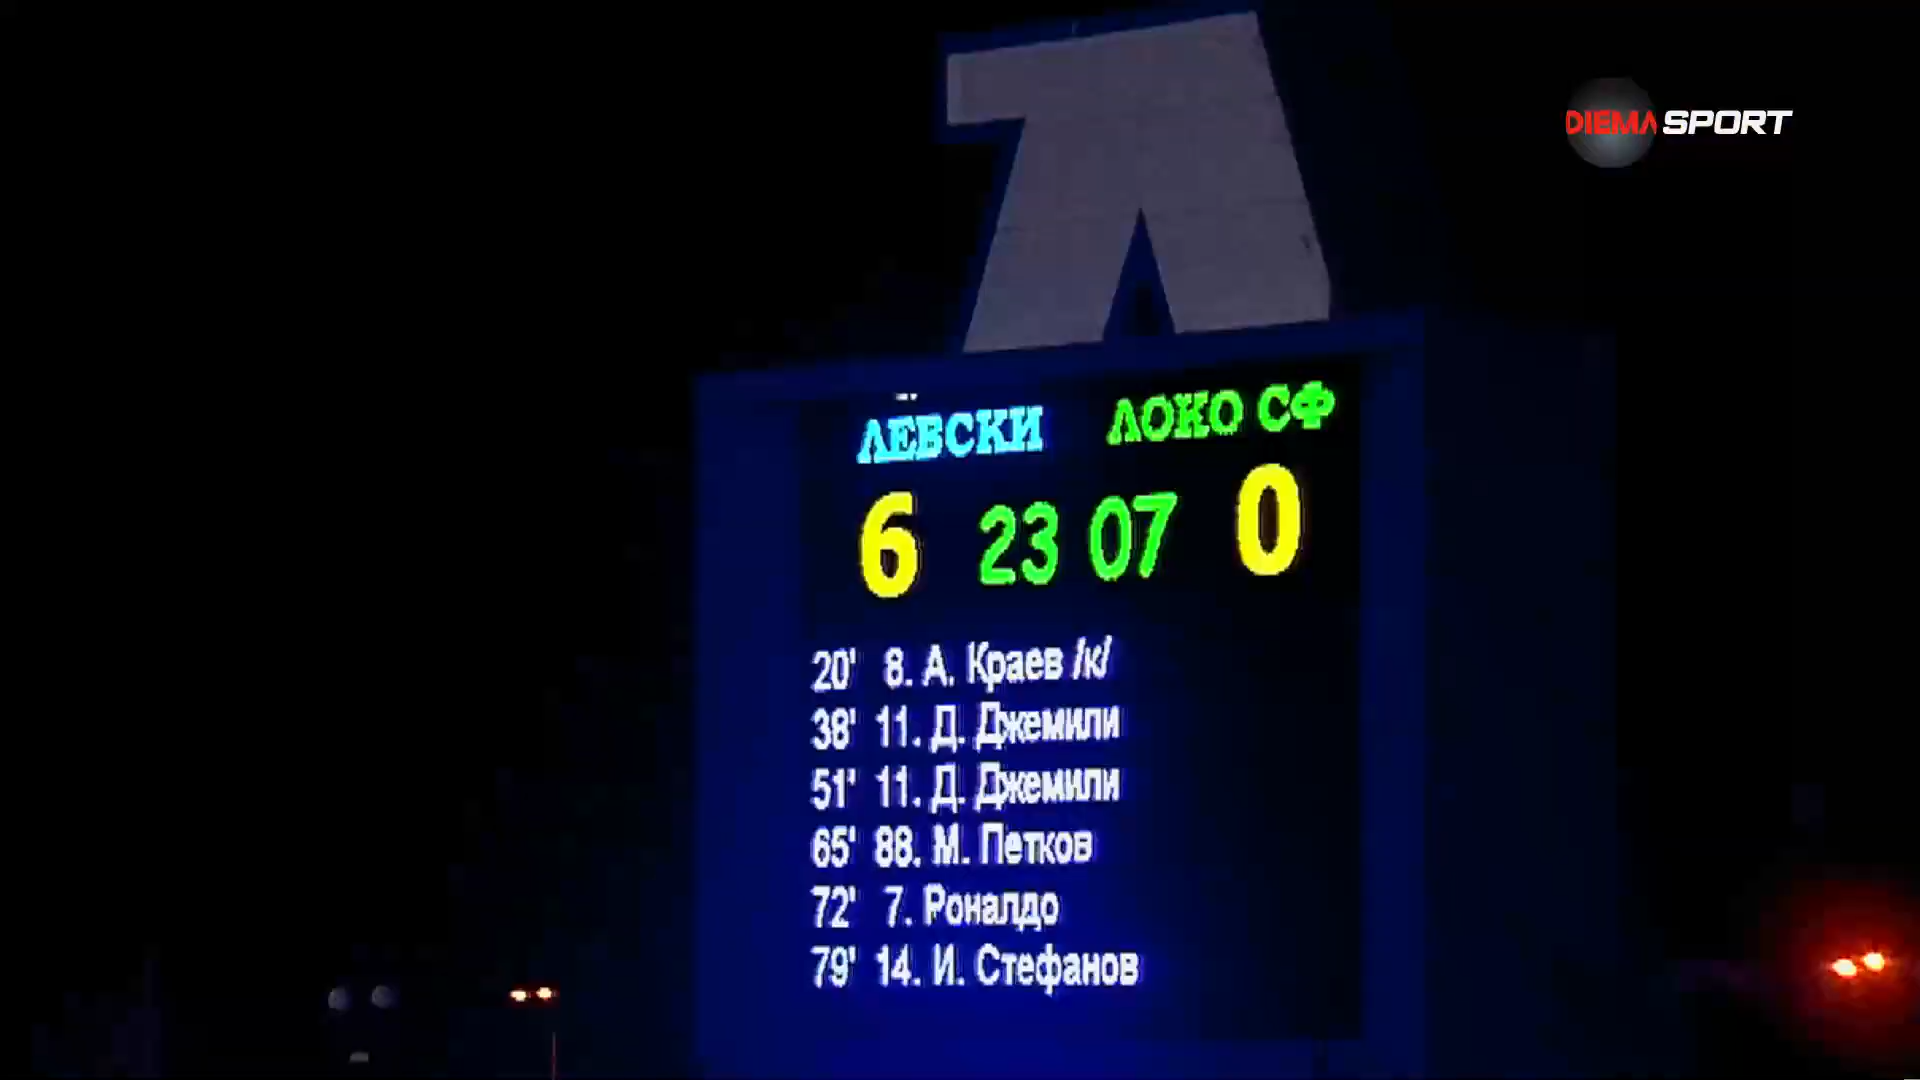 DIEMA SPORT
Л
ЛЕВСКИ ЛОКО СФ
6 23 07 0
20' 8. А. Краев /к/
38' 11. Д. Джемили
51' 11. Д. Джемили
65' 88. М. Петков
72' 7. Роналдо
79' 14. И. Стефанов